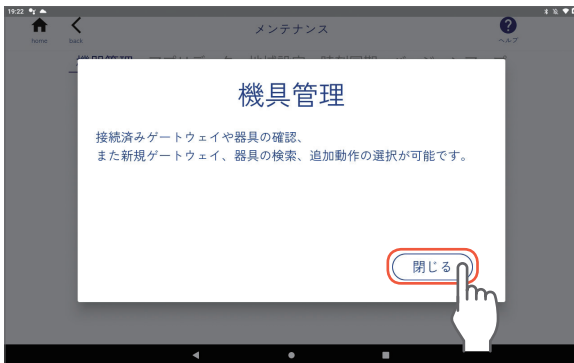 19:22
メンテナンス
home
back
ヘルプ
機具管理
接続済みゲートウェイや器具の確認、
また新規ゲートウェイ、器具の検索、追加動作の選択が可能です。
閉じる